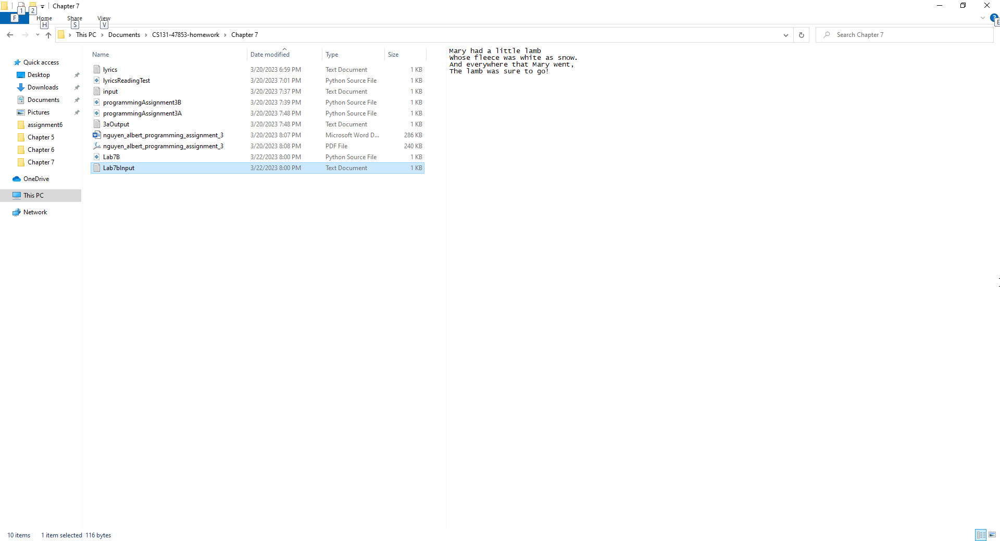 Chapter 7
1
2
F
Home
Share
View
H
S
V
?
E
This PC
Documents
CS131-47853-homework
Chapter 7
Search Chapter 7
Quick access
Desktop
Downloads
Documents
Pictures
assignment6
Chapter 5
Chapter 6
Chapter 7
OneDrive
This PC
Network
Name Date modified Type Size
lyrics 3/20/2023 6:59 PM Text Document 1 KB
lyricsReadingTest 3/20/2023 7:01 PM Python Source File 1 KB
input 3/20/2023 7:37 PM Text Document 1 KB
programmingAssignment3B 3/20/2023 7:39 PM Python Source File 1 KB
programmingAssignment3A 3/20/2023 7:48 PM Python Source File 1 KB
3aOutput 3/20/2023 7:48 PM Text Document 1 KB
nguyen_albert_programming_assignment_3 3/20/2023 8:07 PM Microsoft Word D... 286 KB
nguyen_albert_programming_assignment_3 3/20/2023 8:08 PM PDF File 240 KB
Lab7B 3/22/2023 8:00 PM Python Source File 1 KB
Lab7bInput 3/22/2023 8:00 PM Text Document 1 KB
Mary had a little lamb
Whose fleece was white as snow.
And everywhere that Mary went,
The lamb was sure to go!
10 items 1 item selected 116 bytes